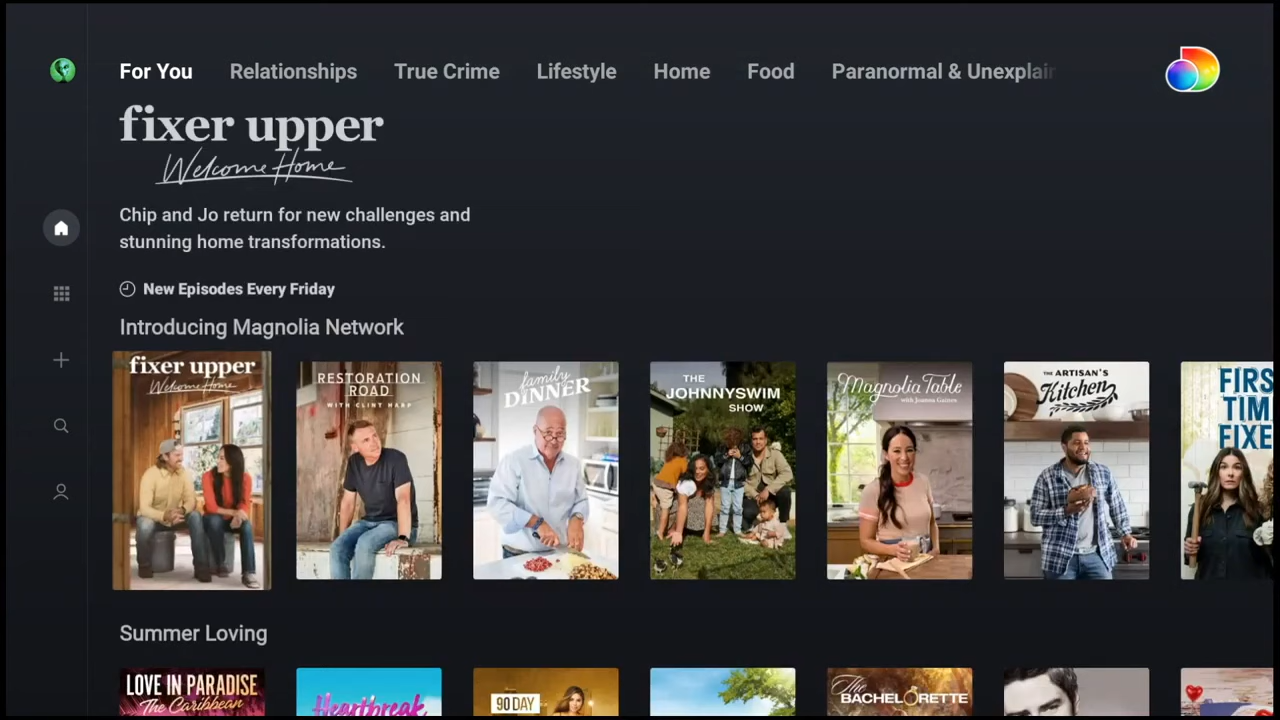 For You Relationships True Crime Lifestyle Home Food Paranormal & Unexplain
fixer upper
Welcome Home
Chip and Jo return for new challenges and
stunning home transformations.
New Episodes Every Friday
Introducing Magnolia Network
fixer upper
Welcome Home
RESTORATION
ROAD
WITH CLINT HARP
family
DINNER
THE
JOHNNYSWIM
SHOW
Magnolia Table
with Joanna Gaines
THE ARTISAN'S
Kitchen
FIRS
TIM
FIXE
Summer Loving
LOVE IN PARADISE
The Caribbean
Heartbreak
90 DAY
The
BACHELORETTE